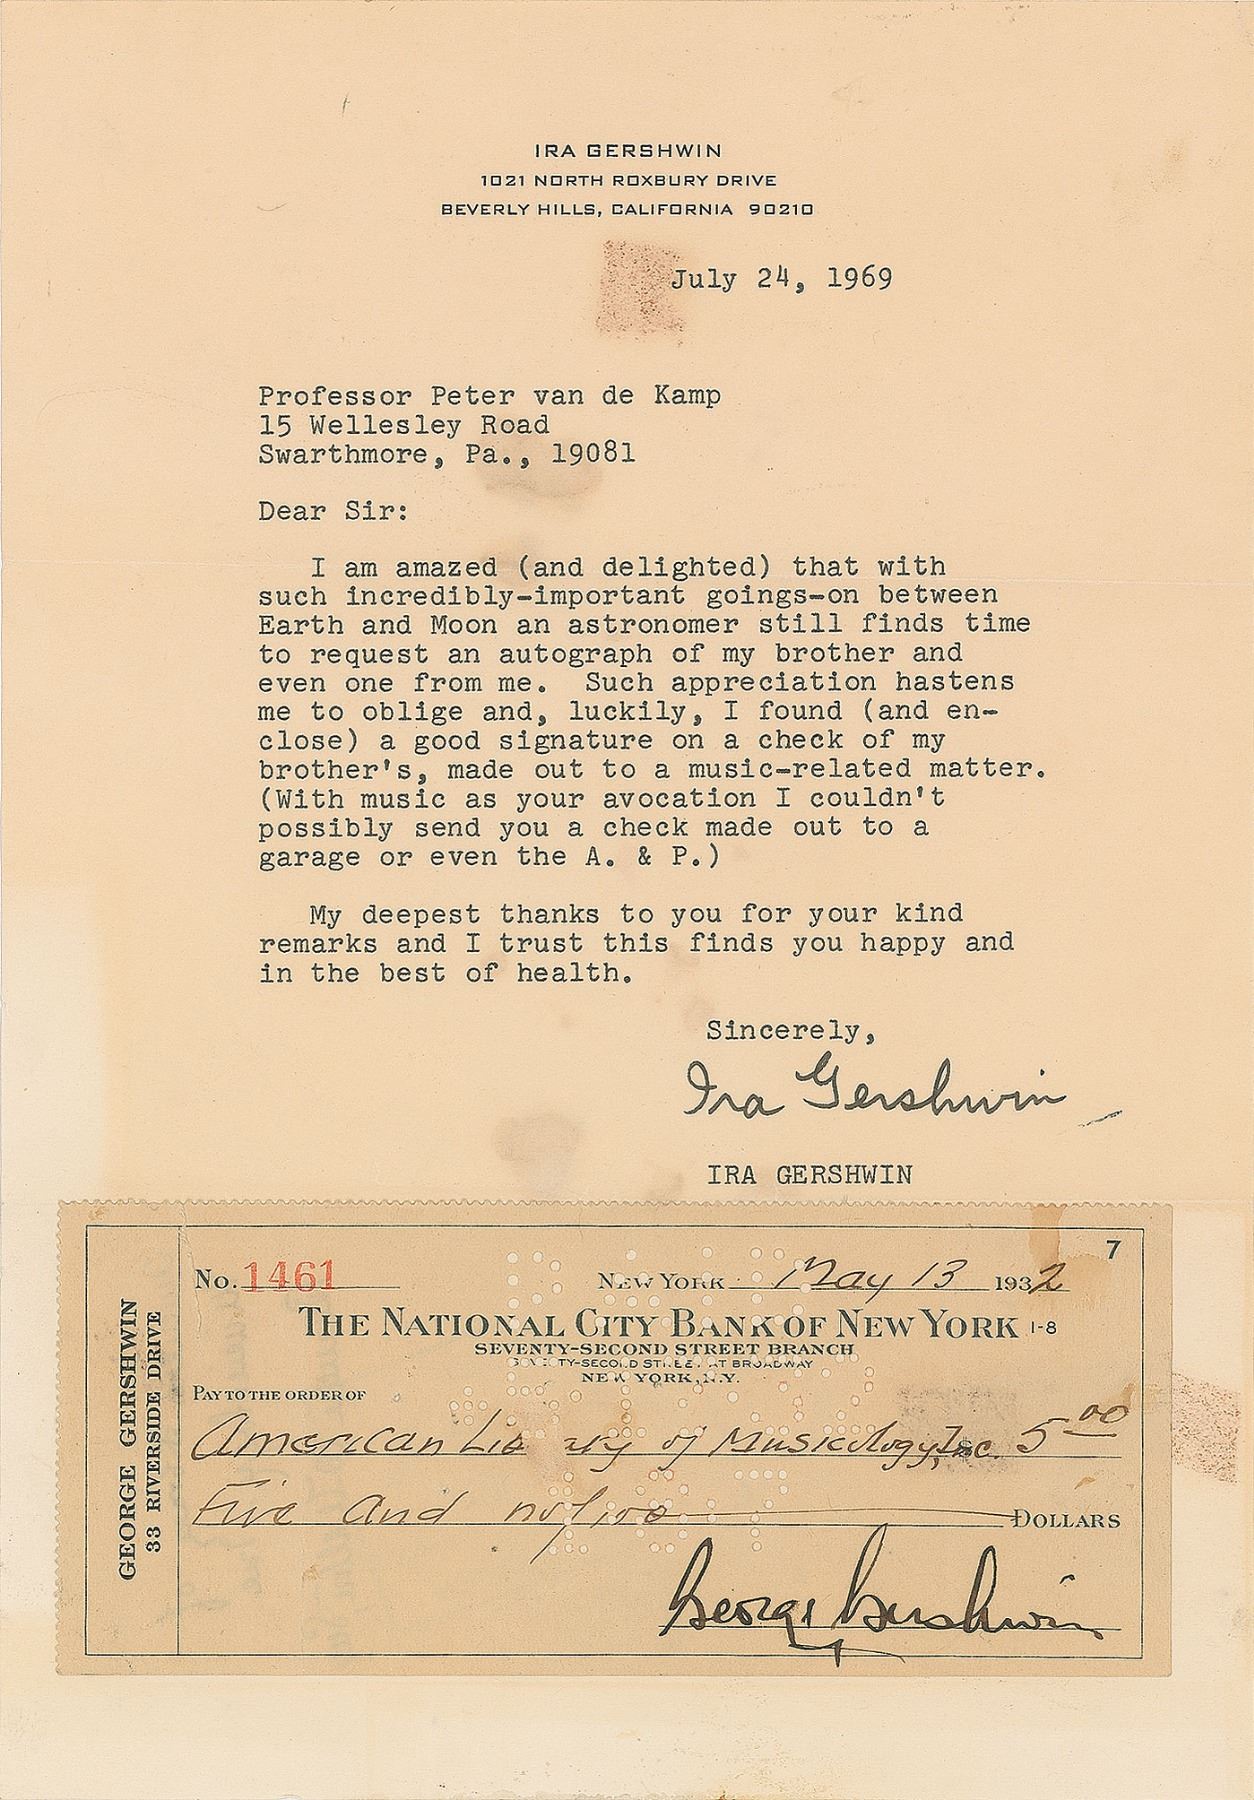 IRA GERSHWIN
1021 NORTH ROXBURY DRIVE
BEVERLY HILLS, CALIFORNIA 90210
July 24, 1969
Professor Peter van de Kamp
15 Wellesley Road
Swarthmore, Pa., 19081
Dear Sir:
I am amazed (and delighted) that with
such incredibly-important goings-on between
Earth and Moon an astronomer still finds time
to request an autograph of my brother and
even one from me. Such appreciation hastens
me to oblige and, luckily, I found (and en-
close) a good signature on a check of my
brother's, made out to a music-related matter.
(With music as your avocation I couldn't
possibly send you a check made out to a
garage or even the A. & P.)
My deepest thanks to you for your kind
remarks and I trust this finds you happy and
in the best of health.
Sincerely,
Ira Gershwin
IRA GERSHWIN
7
No. 1461 NEW YORK May 13 1932
THE NATIONAL CITY BANK OF NEW YORK 1-8
SEVENTY-SECOND STREET BRANCH
SEVENTY-SECOND STREET AT BROADWAY
NEW YORK, N.Y.
PAY TO THE ORDER OF
American Library of Musicology, Inc. 5 00
Five and no/100 DOLLARS
George Gershwin
GEORGE GERSHWIN
33 RIVERSIDE DRIVE